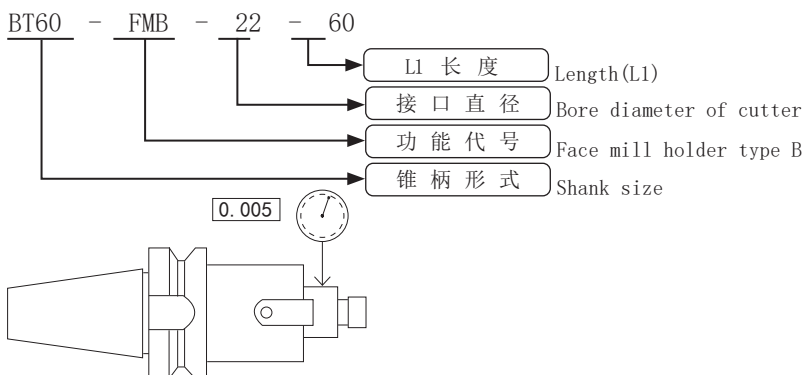 BT60 - FMB - 22 - 60
L1 长 度 Length(L1)
接 口 直 径 Bore diameter of cutter
功 能 代 号 Face mill holder type B
锥 柄 形 式 Shank size
0.005